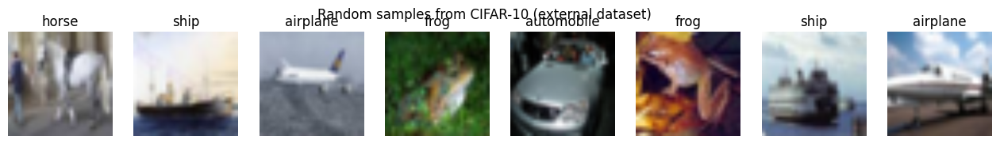 Random samples from CIFAR-10 (external dataset)
horse ship airplane frog automobile frog ship airplane